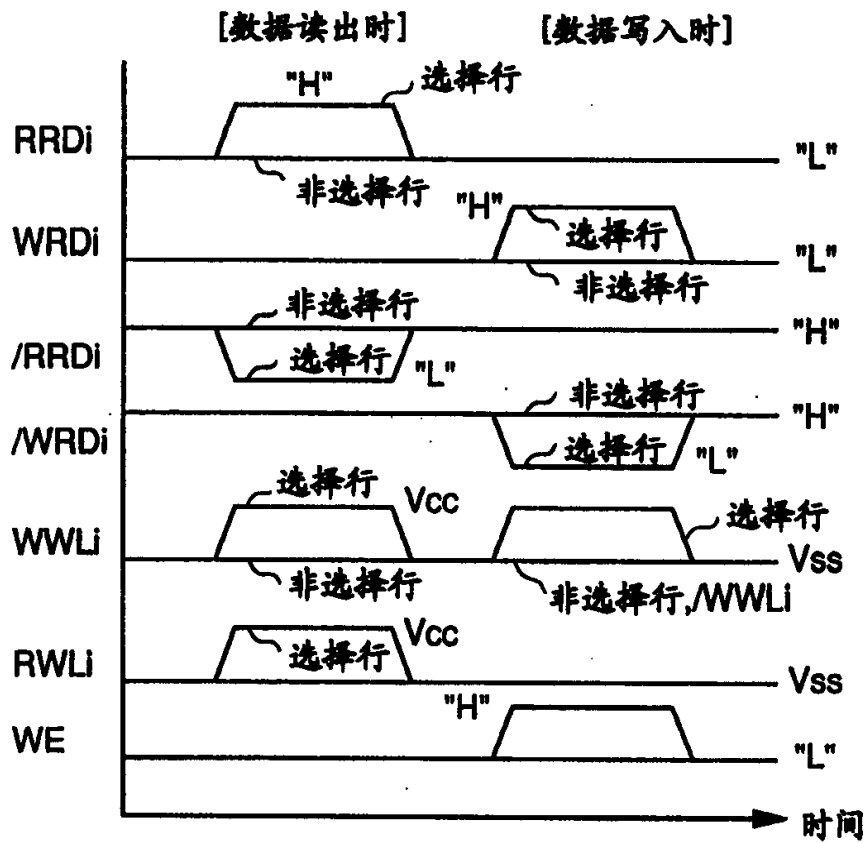 [数据读出时] [数据写入时]
"H" 选择行
RRDi "L"
非选择行
"H"
WRDi 选择行 "L"
非选择行
非选择行
"H"
/RRDi 选择行 "L"
非选择行
"H"
/WRDi 选择行 "L"
选择行 Vcc
WWLi 选择行
Vss
非选择行 非选择行,/WWLi
Vcc
RWLi 选择行 Vss
"H"
WE "L"
时间